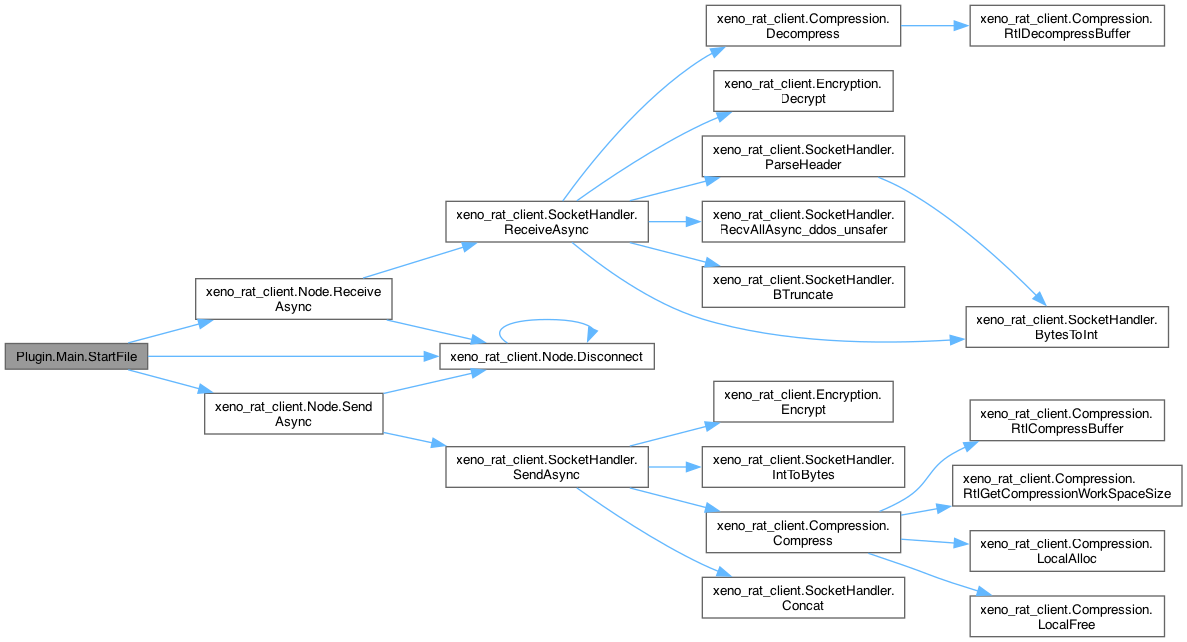 xeno_rat_client.Compression.
Decompress
xeno_rat_client.Compression.
RtlDecompressBuffer
xeno_rat_client.Encryption.
Decrypt
xeno_rat_client.SocketHandler.
ParseHeader
xeno_rat_client.SocketHandler.
ReceiveAsync
xeno_rat_client.SocketHandler.
RecvAllAsync_ddos_unsafer
xeno_rat_client.SocketHandler.
BTruncate
xeno_rat_client.Node.Receive
Async
xeno_rat_client.SocketHandler.
BytesToInt
Plugin.Main.StartFile
xeno_rat_client.Node.Disconnect
xeno_rat_client.Node.Send
Async
xeno_rat_client.Encryption.
Encrypt
xeno_rat_client.Compression.
RtlCompressBuffer
xeno_rat_client.SocketHandler.
SendAsync
xeno_rat_client.SocketHandler.
IntToBytes
xeno_rat_client.Compression.
RtlGetCompressionWorkSpaceSize
xeno_rat_client.Compression.
Compress
xeno_rat_client.Compression.
LocalAlloc
xeno_rat_client.SocketHandler.
Concat
xeno_rat_client.Compression.
LocalFree